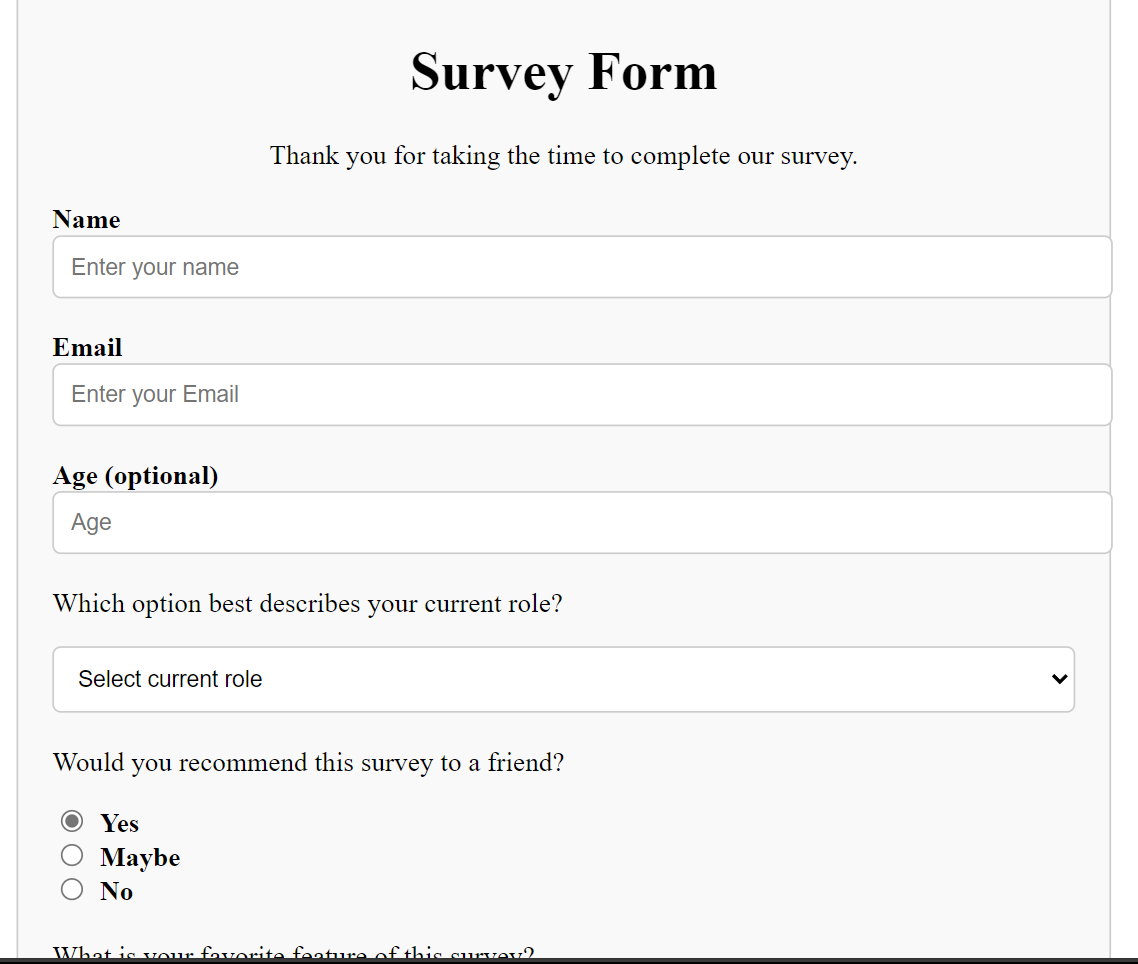 Survey Form
Thank you for taking the time to complete our survey.
Name
Enter your name
Email
Enter your Email
Age (optional)
Age
Which option best describes your current role?
Select current role
Would you recommend this survey to a friend?
Yes
Maybe
No
What is your favorite feature of this survey?